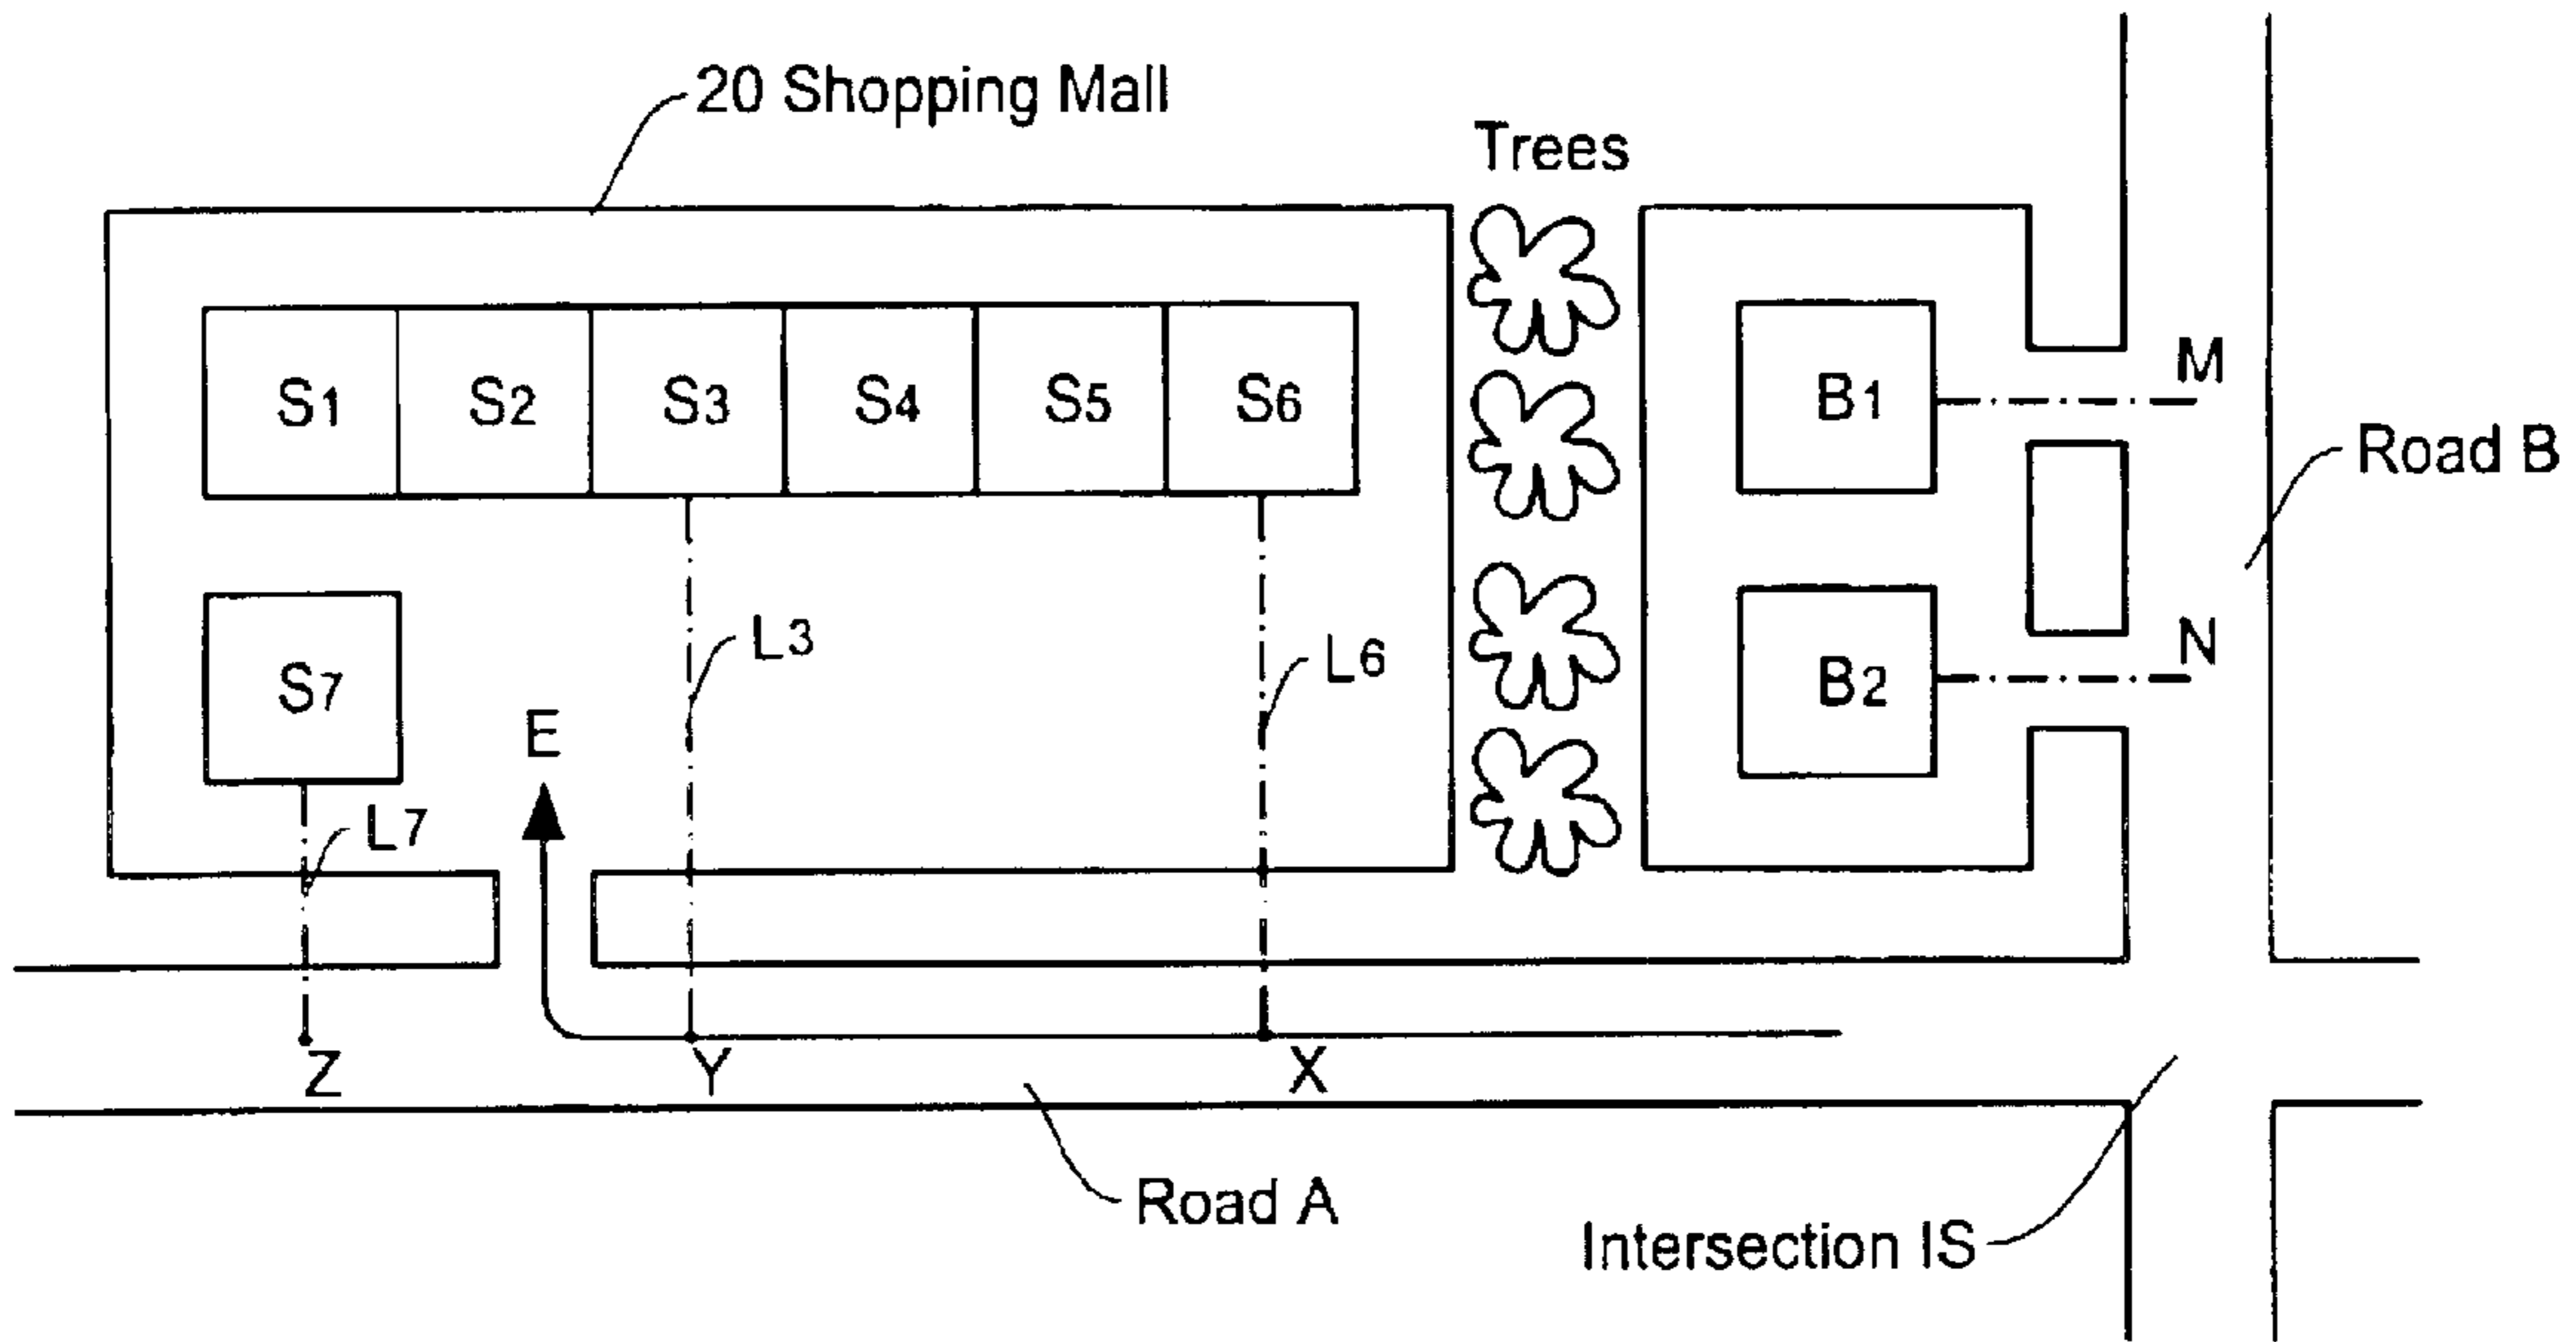 20 Shopping Mall
Trees
S1 S2 S3 S4 S5 S6
B1
M
Road B
S7
L7
E
L3
L6
B2
N
Z
Y
X
Road A
Intersection IS